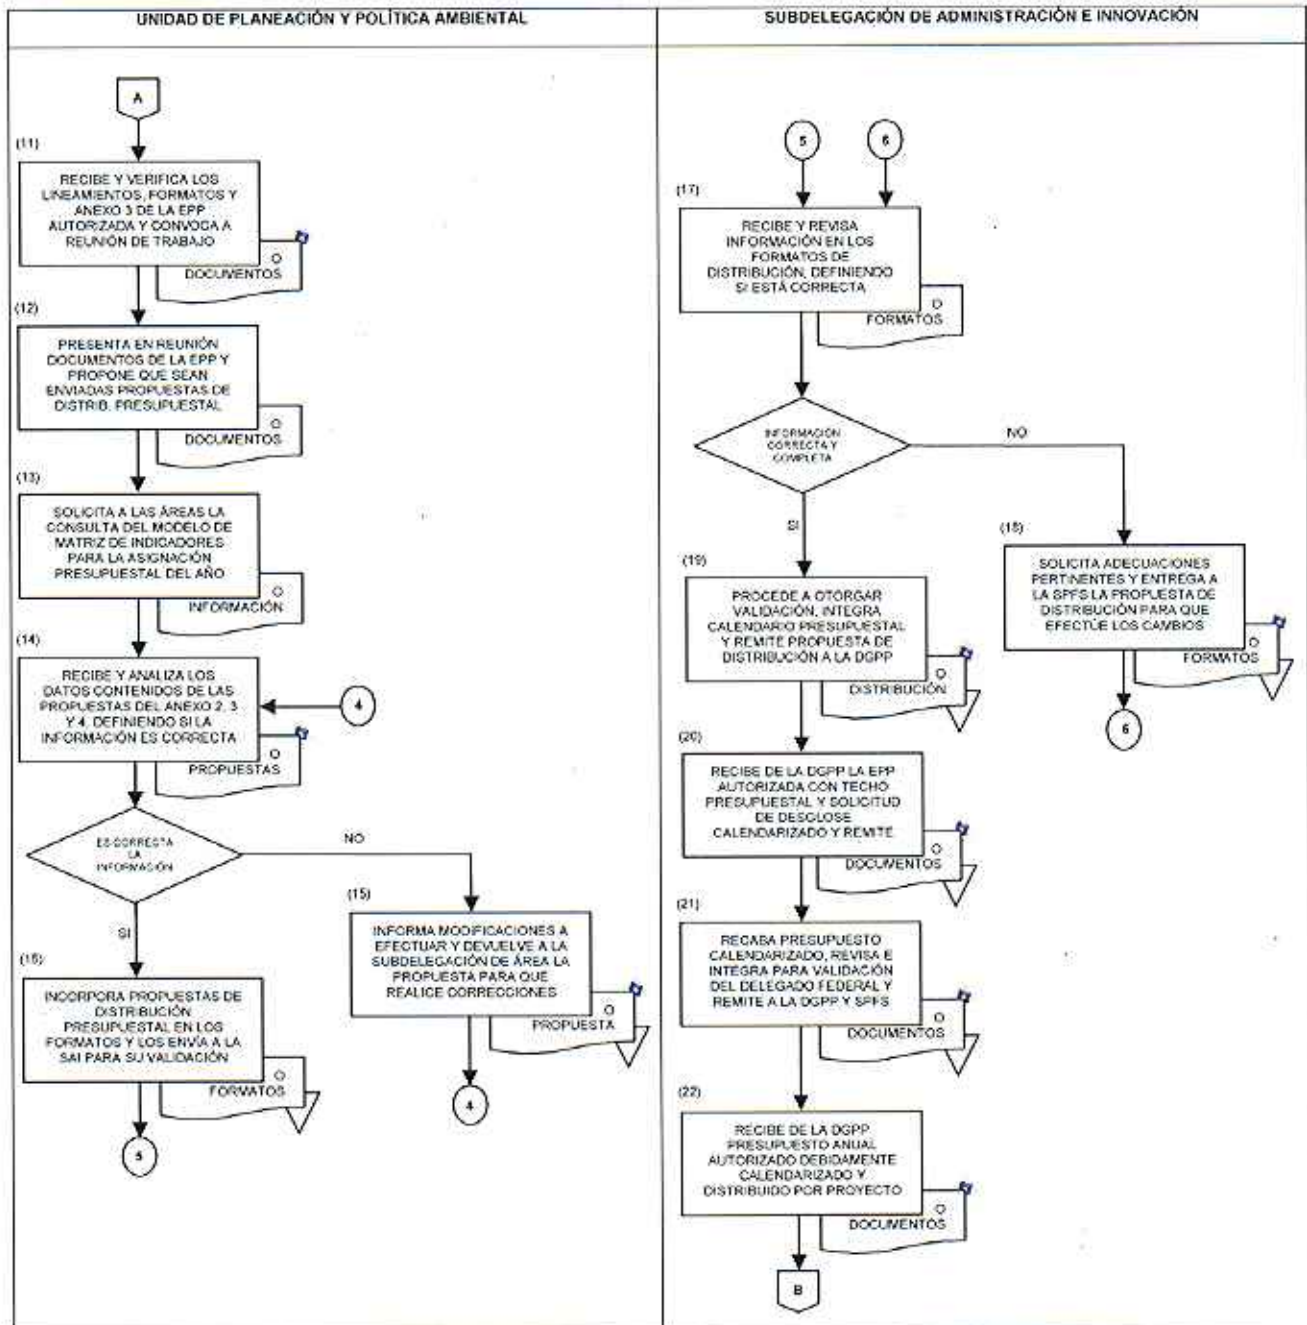 UNIDAD DE PLANEACIÓN Y POLÍTICA AMBIENTAL
A
(11)
RECIBE Y VERIFICA LOS
LINEAMIENTOS, FORMATOS Y
ANEXO 3 DE LA EPP
AUTORIZADA Y CONVOCA A
REUNIÓN DE TRABAJO
O
DOCUMENTOS
(12)
PRESENTA EN REUNIÓN
DOCUMENTOS DE LA EPP Y
PROPONE QUE SEAN
ENVIADAS PROPUESTAS DE
DISTRIB. PRESUPUESTAL
O
DOCUMENTOS
(13)
SOLICITA A LAS ÁREAS LA
CONSULTA DEL MODELO DE
MATRIZ DE INDICADORES
PARA LA ASIGNACIÓN
PRESUPUESTAL DEL AÑO
O
INFORMACIÓN
(14)
RECIBE Y ANALIZA LOS
DATOS CONTENIDOS DE LAS
PROPUESTAS DEL ANEXO 2, 3
Y 4, DEFINIENDO SI LA
INFORMACIÓN ES CORRECTA
4
O
PROPUESTAS
ES CORRECTA
LA
INFORMACIÓN
NO
(15)
INFORMA MODIFICACIONES A
EFECTUAR Y DEVUELVE A LA
SUBDELEGACIÓN DE ÁREA LA
PROPUESTA PARA QUE
REALICE CORRECCIONES
O
PROPUESTA
4
SI
(16)
INCORPORA PROPUESTAS DE
DISTRIBUCIÓN
PRESUPUESTAL EN LOS
FORMATOS Y LOS ENVÍA A LA
SAI PARA SU VALIDACIÓN
O
FORMATOS
5
SUBDELEGACIÓN DE ADMINISTRACIÓN E INNOVACIÓN
5
6
(17)
RECIBE Y REVISA
INFORMACIÓN EN LOS
FORMATOS DE
DISTRIBUCIÓN, DEFINIENDO
SI ESTÁ CORRECTA
O
FORMATOS
INFORMACIÓN
CORRECTA Y
COMPLETA
NO
(18)
SOLICITA ADECUACIONES
PERTINENTES Y ENTREGA A
LA SPFS LA PROPUESTA DE
DISTRIBUCIÓN PARA QUE
EFECTÚE LOS CAMBIOS
O
FORMATOS
6
SI
(19)
PROCEDE A OTORGAR
VALIDACIÓN, INTEGRA
CALENDARIO PRESUPUESTAL
Y REMITE PROPUESTA DE
DISTRIBUCIÓN A LA DGPP
O
DISTRIBUCIÓN
(20)
RECIBE DE LA DGPP LA EPP
AUTORIZADA CON TECHO
PRESUPUESTAL Y SOLICITUD
DE DESGLOSE
CALENDARIZADO Y REMITE
O
DOCUMENTOS
(21)
RECABA PRESUPUESTO
CALENDARIZADO, REVISA E
INTEGRA PARA VALIDACIÓN
DEL DELEGADO FEDERAL Y
REMITE A LA DGPP Y SPFS
O
DOCUMENTOS
(22)
RECIBE DE LA DGPP
PRESUPUESTO ANUAL
AUTORIZADO DEBIDAMENTE
CALENDARIZADO Y
DISTRIBUIDO POR PROYECTO
O
DOCUMENTOS
B